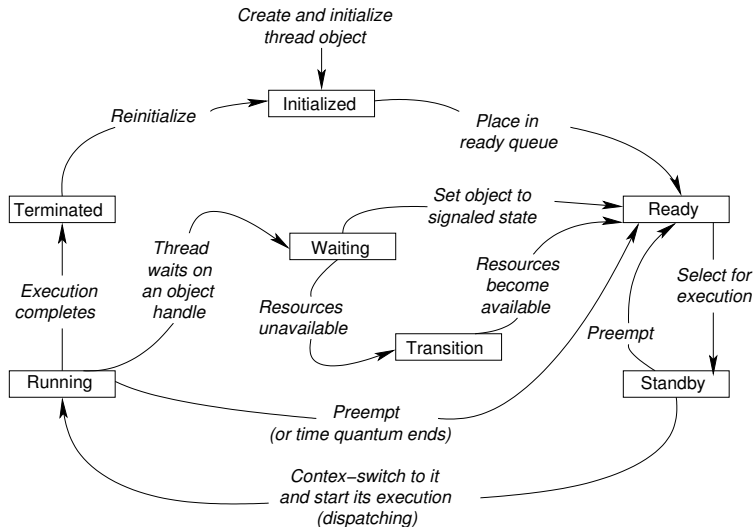 Create and initialize
thread object
Initialized
Reinitialize
Place in
ready queue
Terminated
Set object to
signaled state
Ready
Waiting
Thread
waits on
an object
handle
Resources
become
available
Select for
execution
Execution
completes
Resources
unavailable
Transition
Preempt
Running
Standby
Preempt
(or time quantum ends)
Contex−switch to it
and start its execution
(dispatching)